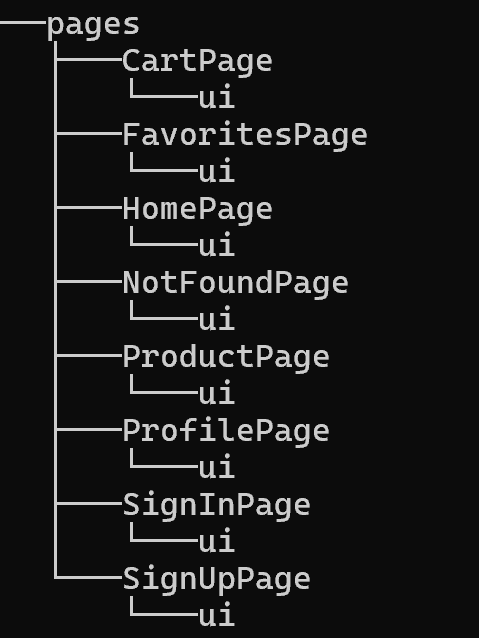 pages
CartPage
ui
FavoritesPage
ui
HomePage
ui
NotFoundPage
ui
ProductPage
ui
ProfilePage
ui
SignInPage
ui
SignUpPage
ui